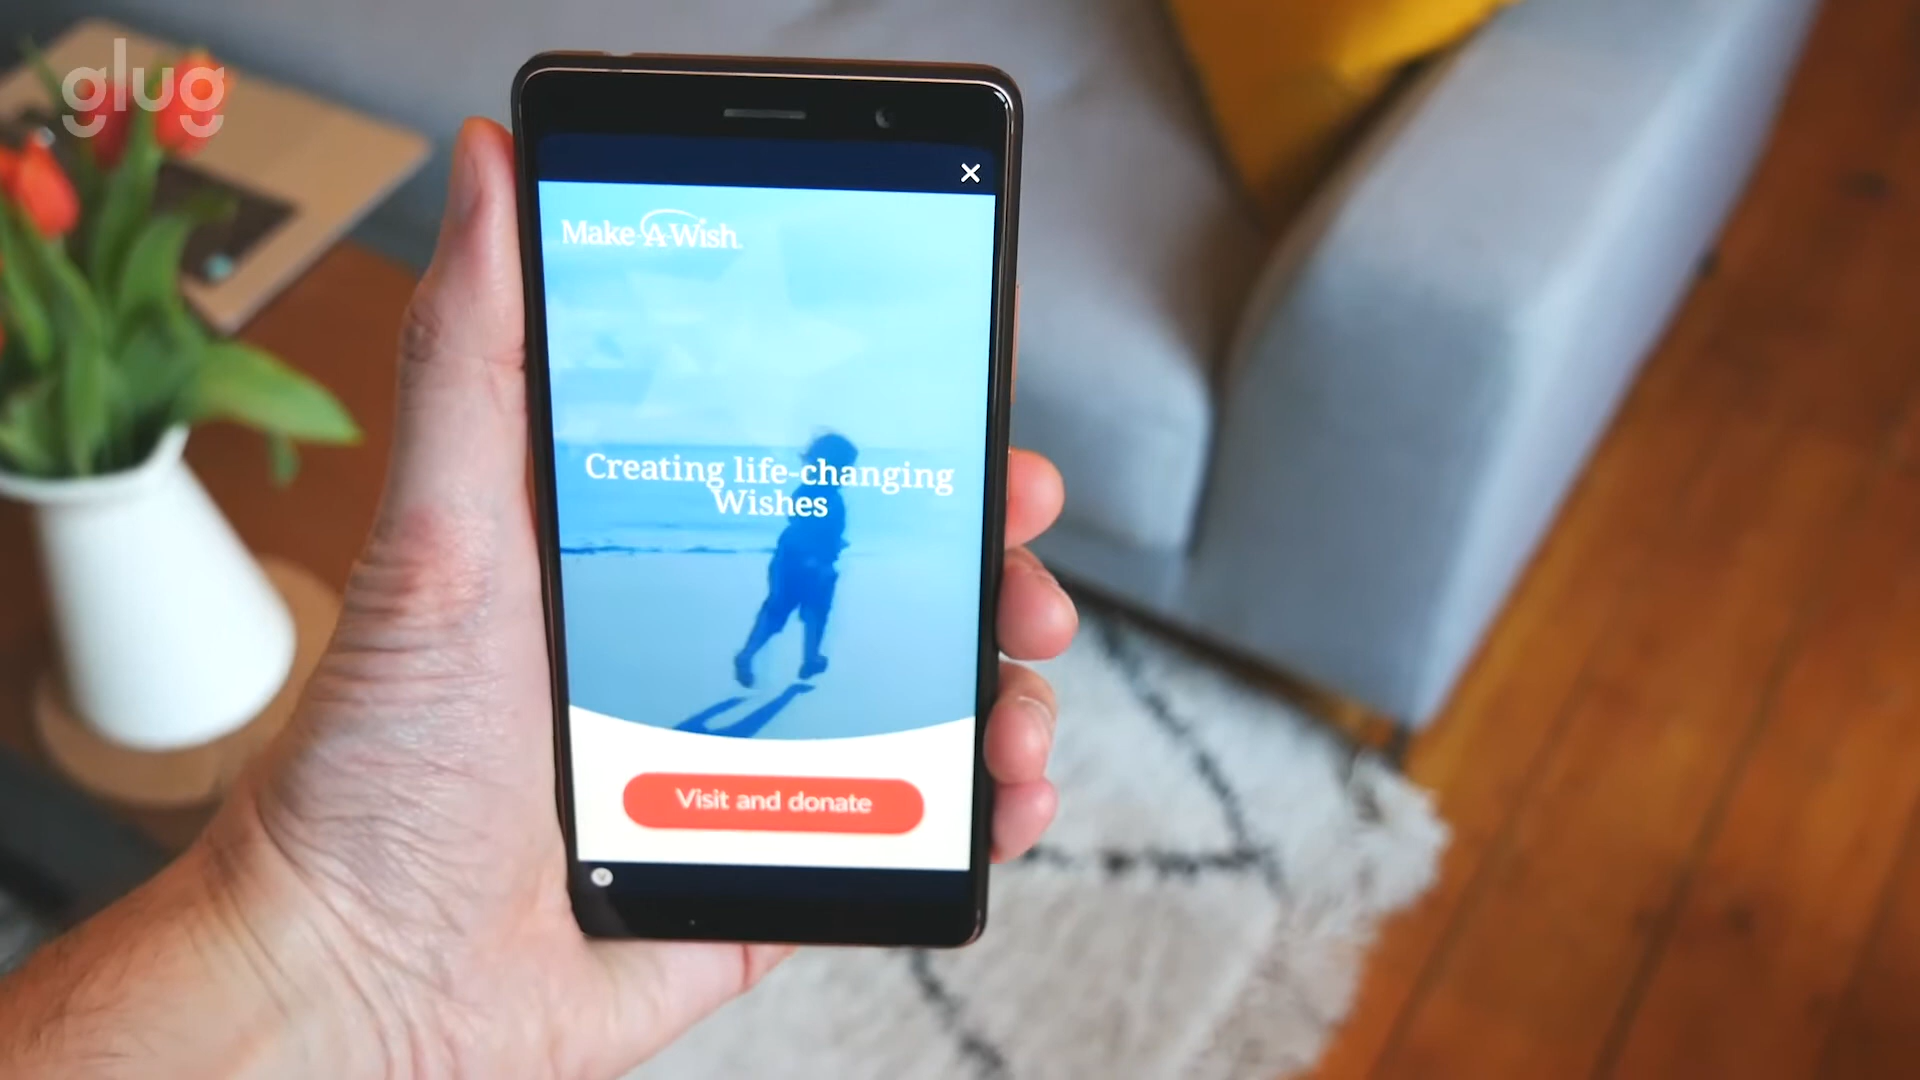 glug
Make-A-Wish.
Creating life-changing
Wishes
Visit and donate